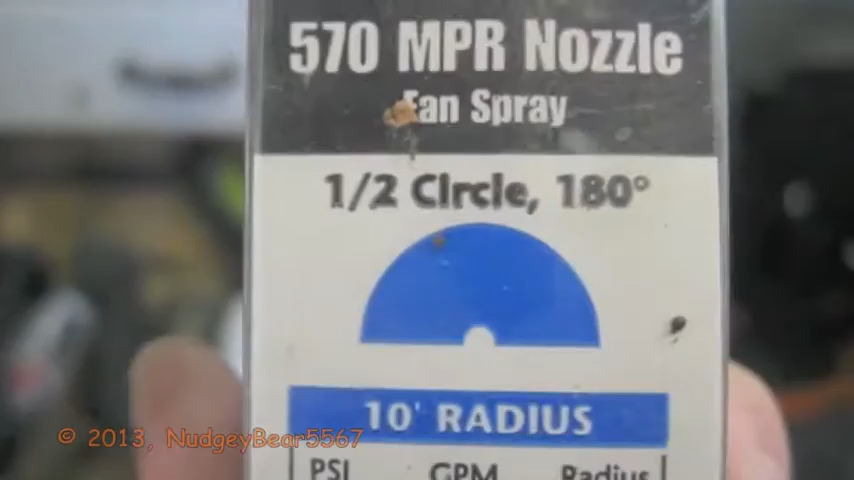 570 MPR Nozzle
Fan Spray
1/2 Circle, 180°
10' RADIUS
© 2013, NudgeyBear5567
PSI GPM Radius